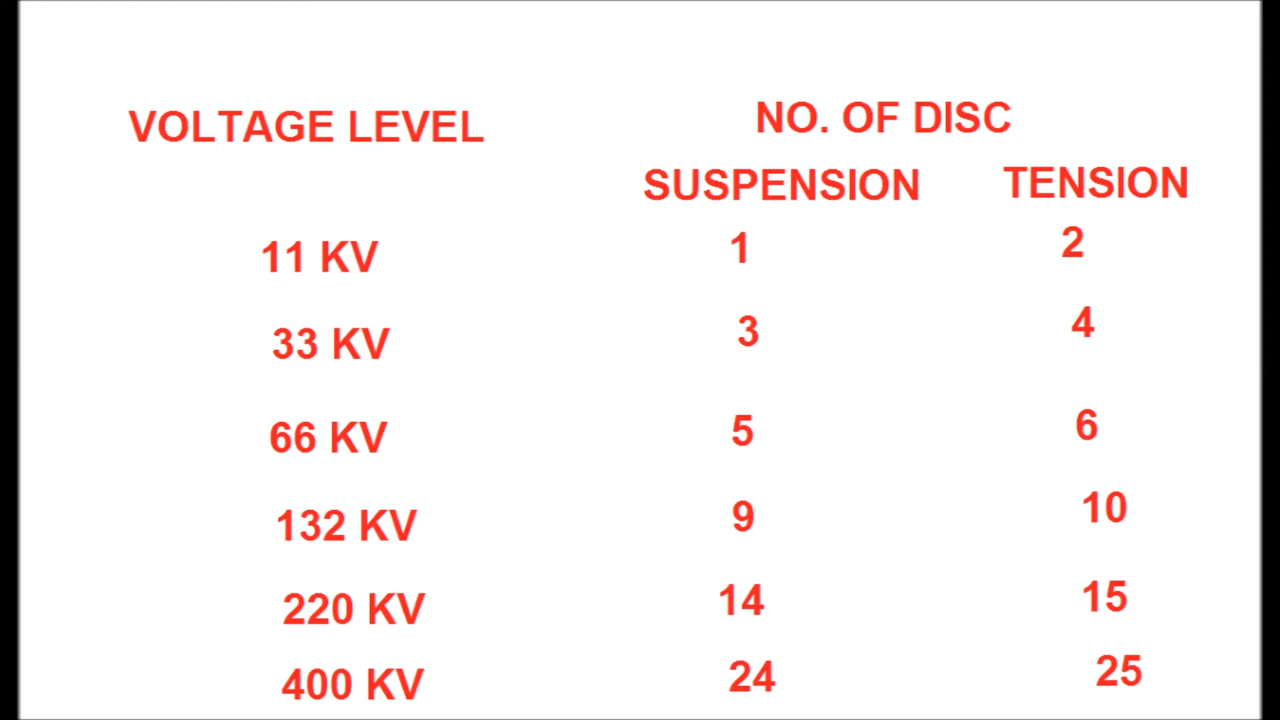 VOLTAGE LEVEL NO. OF DISC
SUSPENSION TENSION
11 KV 1 2
33 KV 3 4
66 KV 5 6
132 KV 9 10
220 KV 14 15
400 KV 24 25